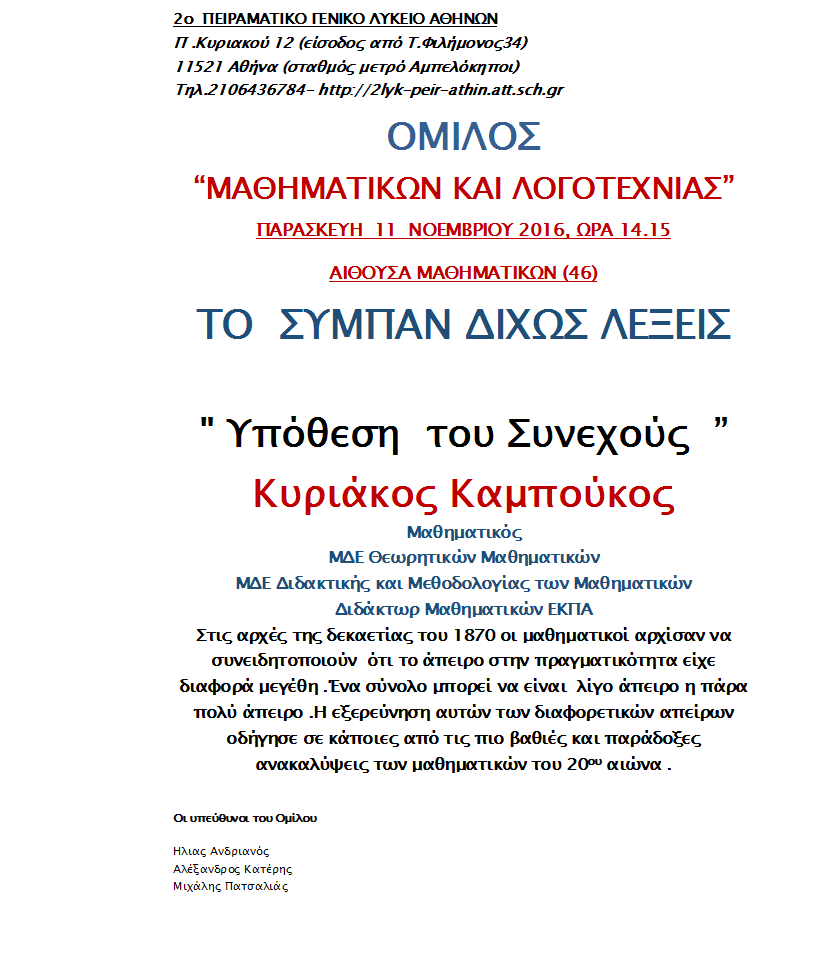 2ο ΠΕΙΡΑΜΑΤΙΚΟ ΓΕΝΙΚΟ ΛΥΚΕΙΟ ΑΘΗΝΩΝ
Π .Κυριακού 12 (είσοδος από Τ.Φιλήμονος34)
11521 Αθήνα (σταθμός μετρό Αμπελόκηποι)
Τηλ.2106436784- http://2lyk-peir-athin.att.sch.gr
ΟΜΙΛΟΣ
“ΜΑΘΗΜΑΤΙΚΩΝ ΚΑΙ ΛΟΓΟΤΕΧΝΙΑΣ”
ΠΑΡΑΣΚΕΥΗ 11 ΝΟΕΜΒΡΙΟΥ 2016, ΩΡΑ 14.15
ΑΙΘΟΥΣΑ ΜΑΘΗΜΑΤΙΚΩΝ (46)
ΤΟ ΣΥΜΠΑΝ ΔΙΧΩΣ ΛΕΞΕΙΣ
" Υπόθεση του Συνεχούς ”
Κυριάκος Καμπούκος
Μαθηματικός
ΜΔΕ Θεωρητικών Μαθηματικών
ΜΔΕ Διδακτικής και Μεθοδολογίας των Μαθηματικών
Διδάκτωρ Μαθηματικών ΕΚΠΑ
Στις αρχές της δεκαετίας του 1870 οι μαθηματικοί αρχίσαν να
συνειδητοποιούν ότι το άπειρο στην πραγματικότητα είχε
διαφορά μεγέθη .Ένα σύνολο μπορεί να είναι λίγο άπειρο η πάρα
πολύ άπειρο .Η εξερεύνηση αυτών των διαφορετικών απείρων
οδήγησε σε κάποιες από τις πιο βαθιές και παράδοξες
ανακαλύψεις των μαθηματικών του 20ου αιώνα .
Οι υπεύθυνοι του Ομίλου
Ηλιας Ανδριανός
Αλέξανδρος Κατέρης
Μιχάλης Πατσαλιάς